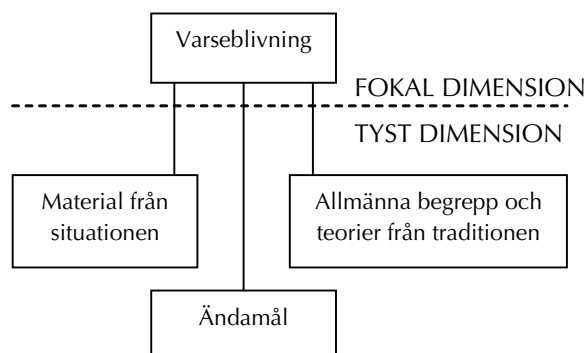 Varseblivning
FOKAL DIMENSION
TYST DIMENSION
Material från
situationen
Allmänna begrepp och
teorier från traditionen
Ändamål